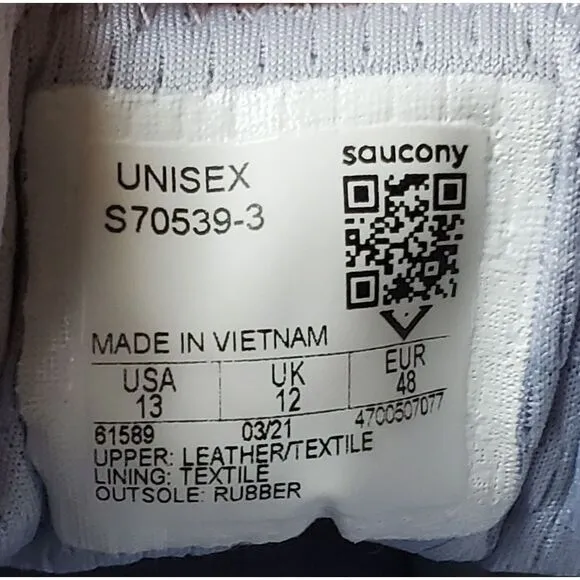 saucony
UNISEX
S70539-3
MADE IN VIETNAM
USA UK EUR
13 12 48
61589 03/21 4700507077
UPPER: LEATHER/TEXTILE
LINING: TEXTILE
OUTSOLE: RUBBER